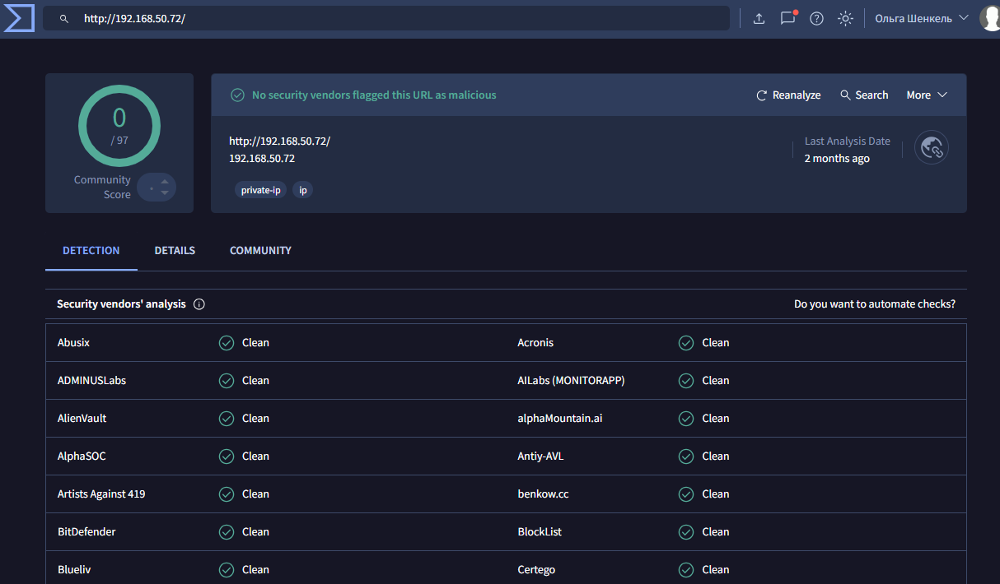 http://192.168.50.72/
Ольга Шенкель
0
/ 97
Community
Score
No security vendors flagged this URL as malicious
Reanalyze
Search
More
http://192.168.50.72/
192.168.50.72
private-ip
ip
Last Analysis Date
2 months ago
DETECTION
DETAILS
COMMUNITY
Security vendors' analysis
Do you want to automate checks?
Abusix Clean Acronis Clean
ADMINUSLabs Clean AILabs (MONITORAPP) Clean
AlienVault Clean alphaMountain.ai Clean
AlphaSOC Clean Antiy-AVL Clean
Artists Against 419 Clean benkow.cc Clean
BitDefender Clean BlockList Clean
Blueliv Clean Certego Clean